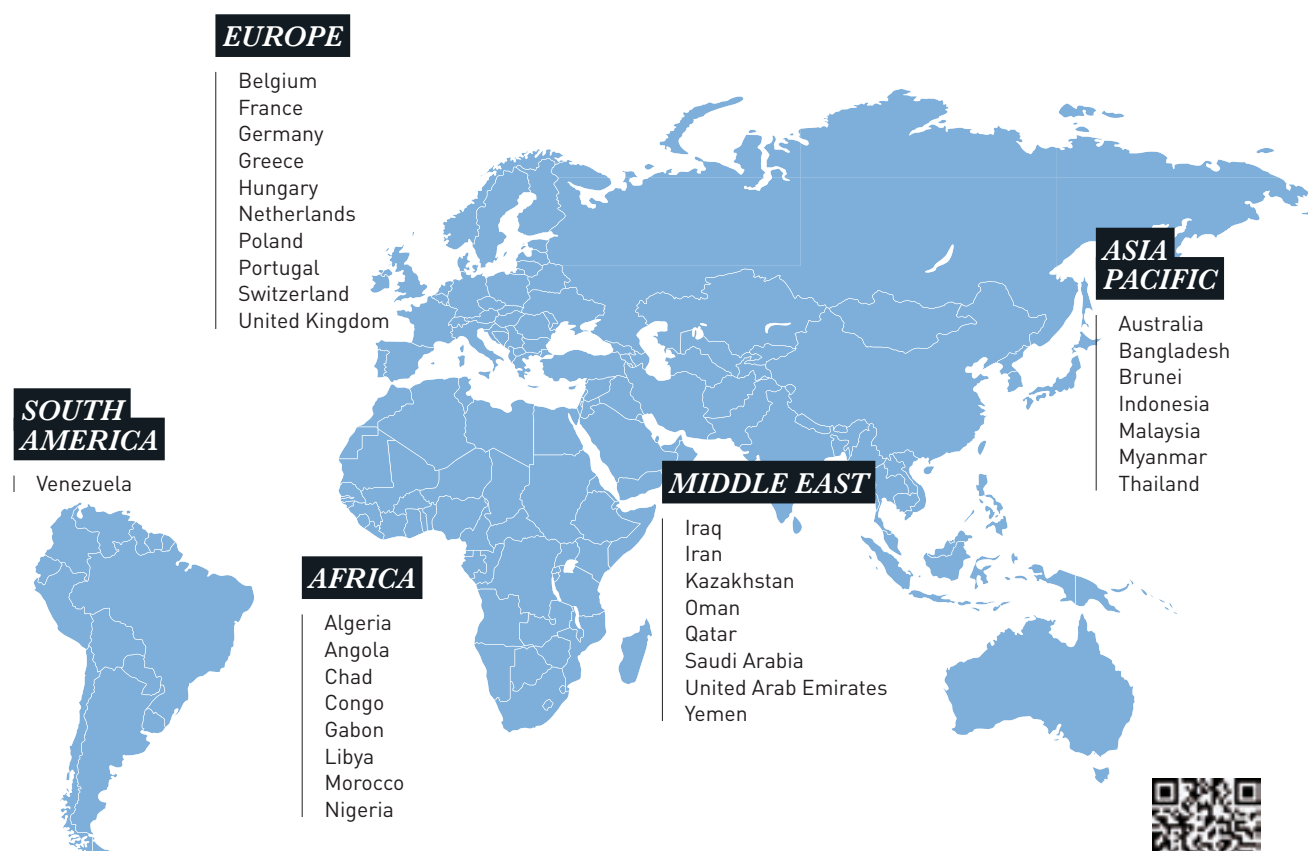 EUROPE
Belgium
France
Germany
Greece
Hungary
Netherlands
Poland
Portugal
Switzerland
United Kingdom
ASIA
PACIFIC
Australia
Bangladesh
Brunei
Indonesia
Malaysia
Myanmar
Thailand
SOUTH
AMERICA
Venezuela
MIDDLE EAST
Iraq
Iran
Kazakhstan
Oman
Qatar
Saudi Arabia
United Arab Emirates
Yemen
AFRICA
Algeria
Angola
Chad
Congo
Gabon
Libya
Morocco
Nigeria